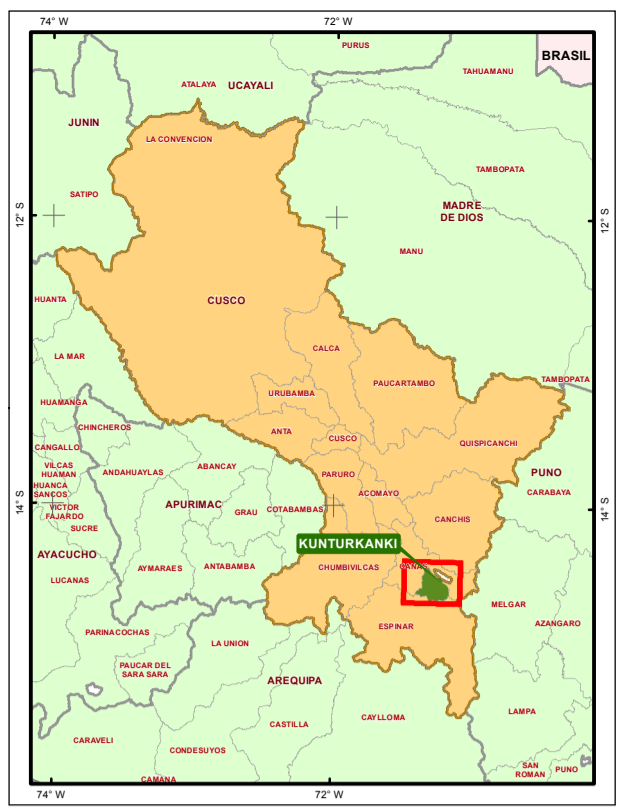 74° W
72° W
PURUS
BRASIL
TAHUAMANU
ATALAYA
UCAYALI
JUNIN
LA CONVENCION
TAMBOPATA
SATIPO
MADRE
DE DIOS
12° S
12° S
MANU
HUANTA
CUSCO
CALCA
LA MAR
PAUCARTAMBO
TAMBOPATA
URUBAMBA
HUAMANGA
CHINCHEROS
ANTA
CUSCO
QUISPICANCHI
CANGALLO
VILCAS
HUAMAN
ANDAHUAYLAS
ABANCAY
PARURO
PUNO
HUANCA
SANCOS
ACOMAYO
CARABAYA
14° S
14° S
VICTOR
FAJARDO
APURIMAC
GRAU
COTABAMBAS
CANCHIS
SUCRE
KUNTURKANKI
AYACUCHO
AYMARAES
ANTABAMBA
CHUMBIVILCAS
CANAS
LUCANAS
MELGAR
ESPINAR
AZANGARO
PARINACOCHAS
LA UNION
PAUCAR DEL
SARA SARA
AREQUIPA
LAMPA
CAYLLOMA
CASTILLA
CARAVELI
CONDESUYOS
SAN
ROMAN
PUNO
CAMANA
74° W
72° W